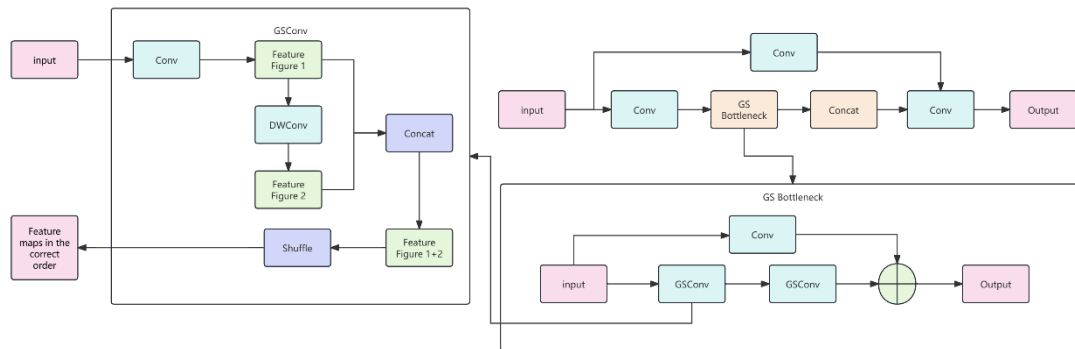 GSConv
input
Conv
Feature
Figure 1
DWConv
Concat
Feature
Figure 2
Feature
maps in the
correct
order
Shuffle
Feature
Figure 1+2
Conv
input
Conv
GS
Bottleneck
Concat
Conv
Output
GS Bottleneck
Conv
input
GSConv
GSConv
Output